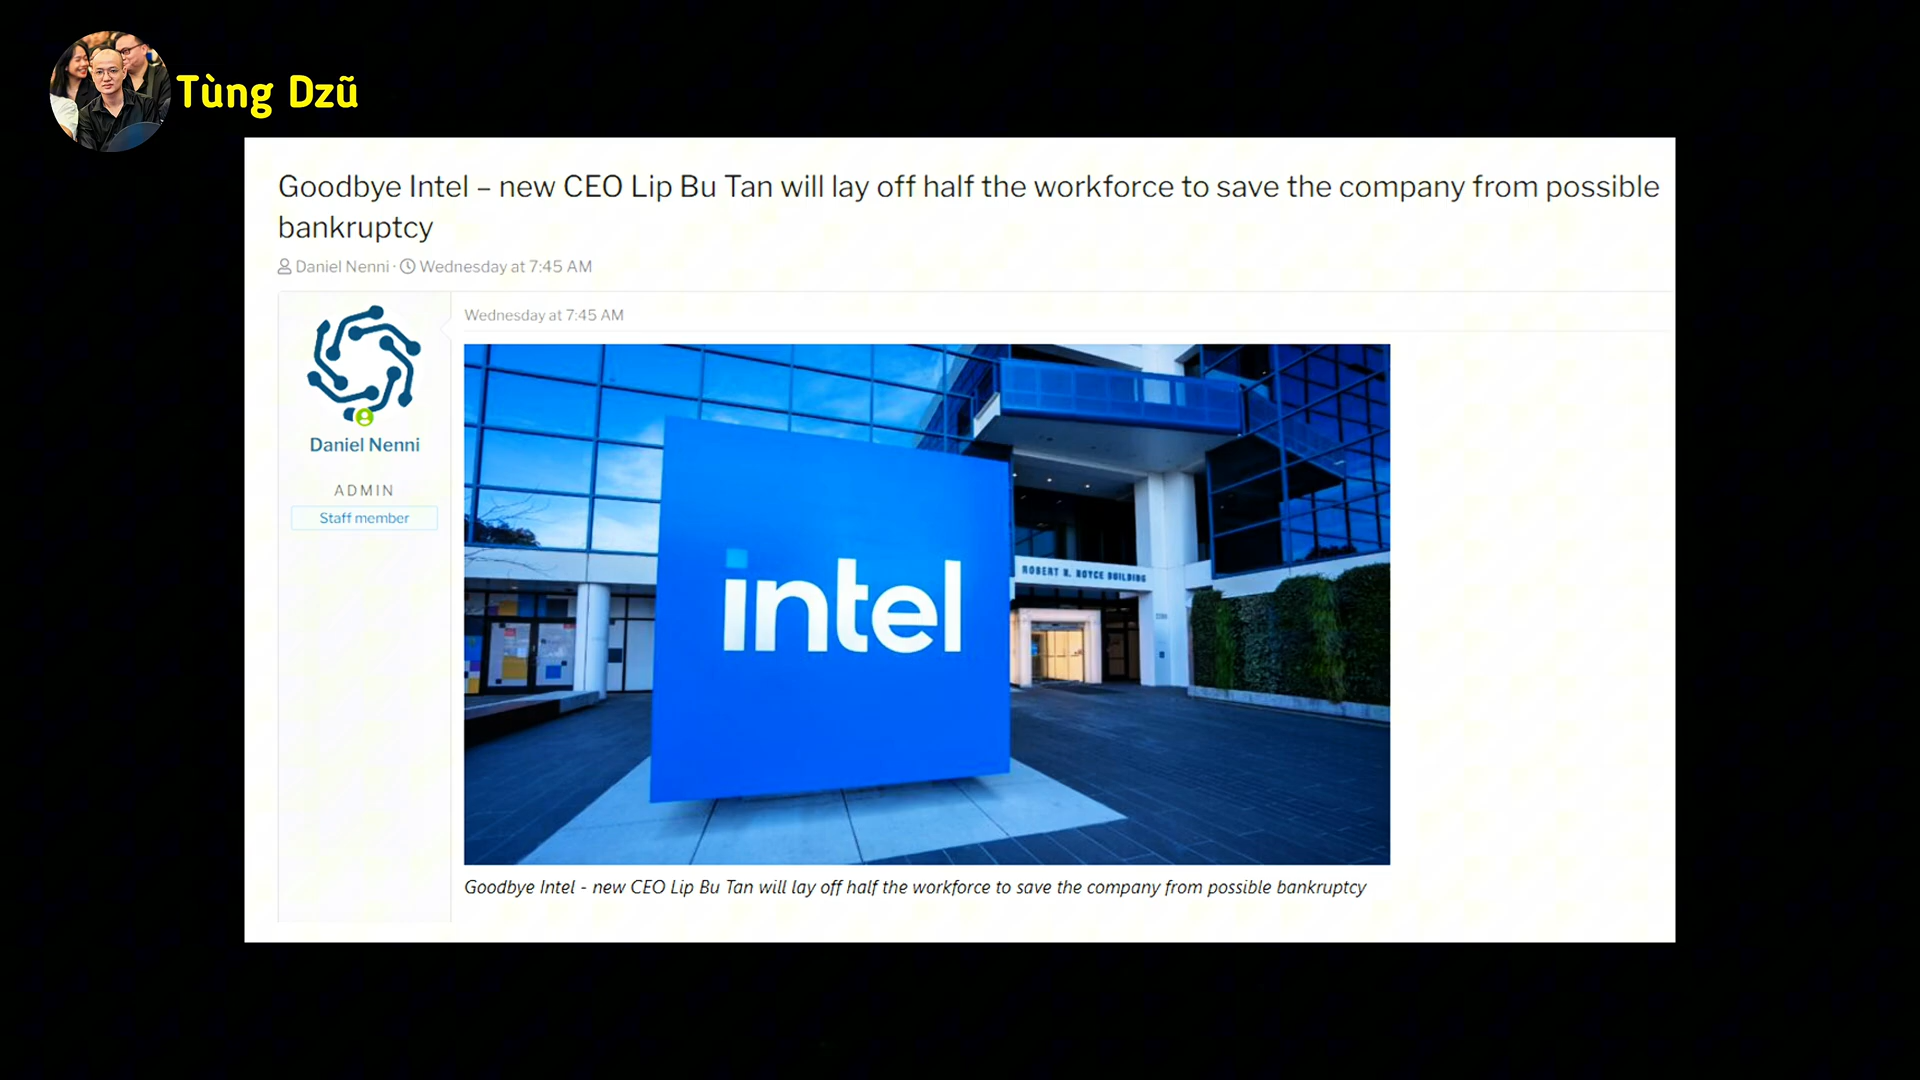 Tùng Dzũ
Goodbye Intel – new CEO Lip Bu Tan will lay off half the workforce to save the company from possible
bankruptcy
Daniel Nenni · Wednesday at 7:45 AM
Wednesday at 7:45 AM
Daniel Nenni
ADMIN
Staff member
intel
ROBERT N. NOYCE BUILDING
Goodbye Intel - new CEO Lip Bu Tan will lay off half the workforce to save the company from possible bankruptcy